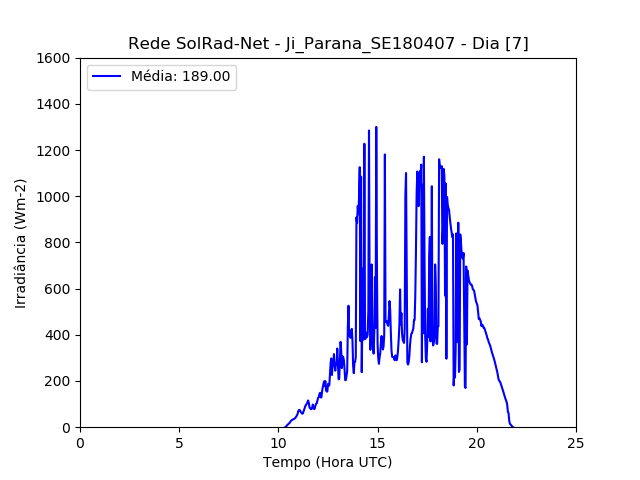 Rede SolRad-Net - Ji_Parana_SE180407 - Dia [7]
Média: 189.00
1600
1400
1200
1000
800
600
400
200
0
Irradiância (Wm-2)
0 5 10 15 20 25
Tempo (Hora UTC)